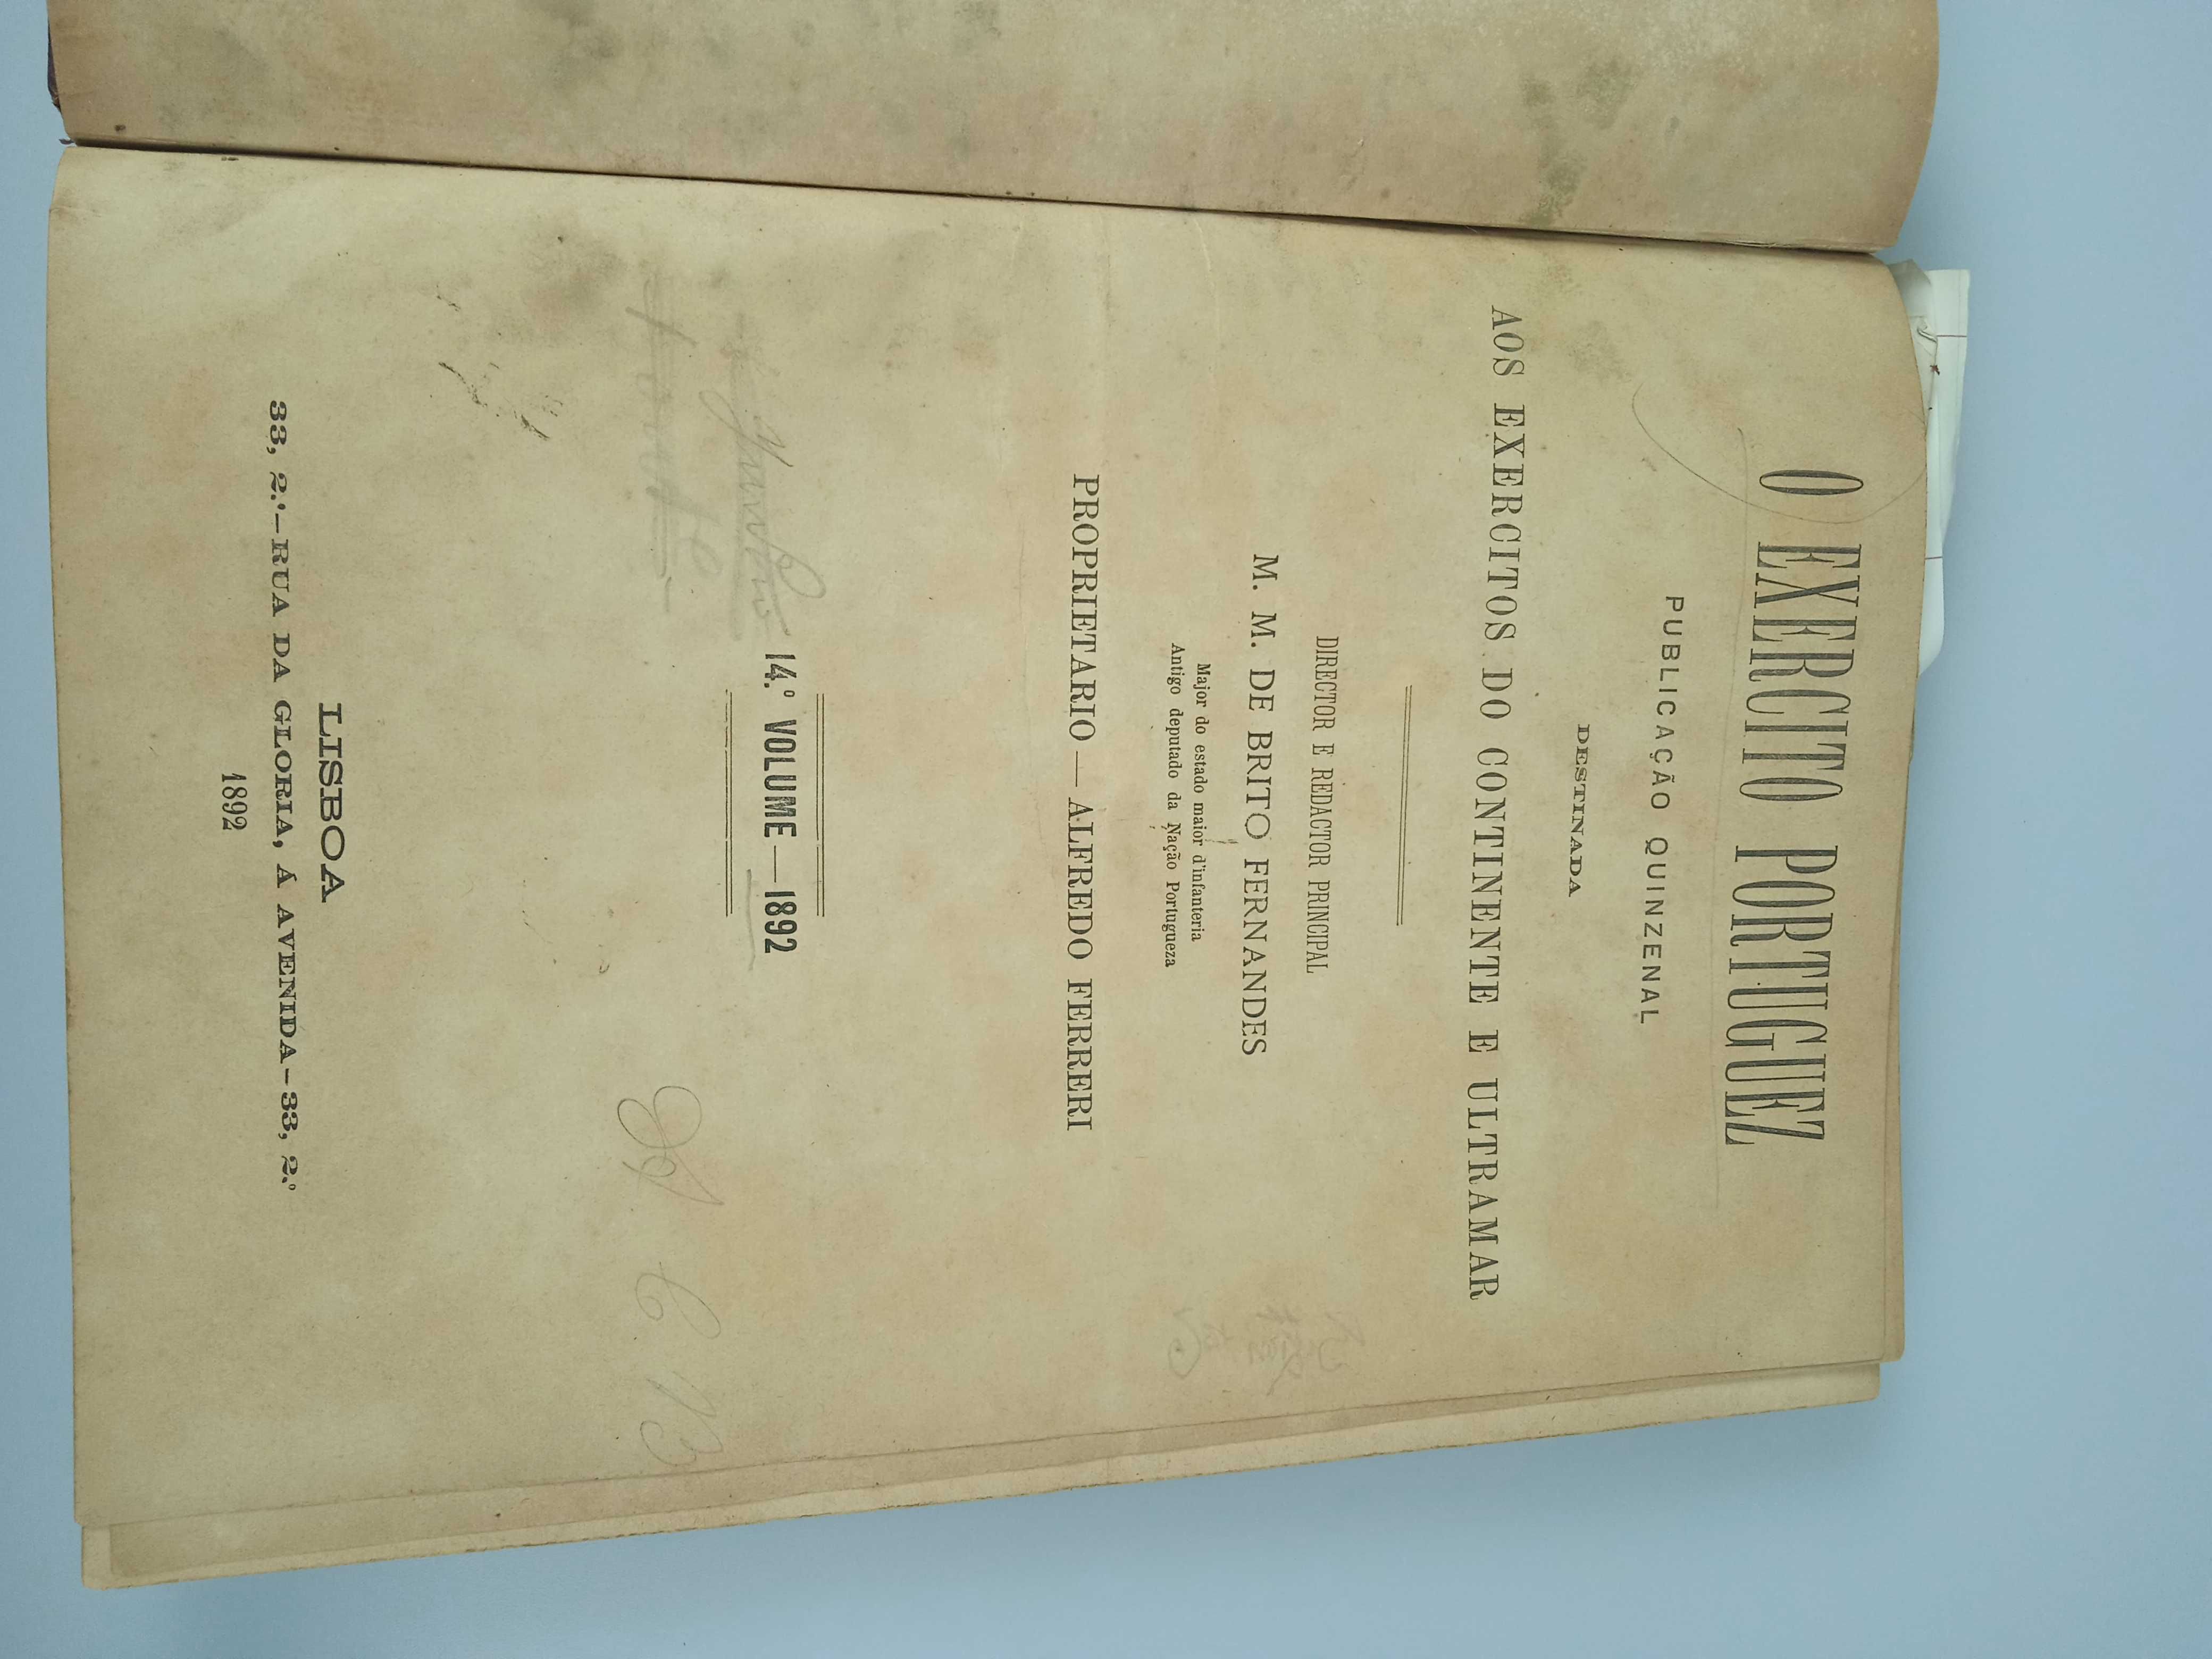 O EXERCITO PORTUGUEZ
PUBLICAÇÃO QUINZENAL
DESTINADA
AOS EXERCITOS DO CONTINENTE E ULTRAMAR
DIRECTOR E REDACTOR PRINCIPAL
M. M. DE BRITO FERNANDES
Major do estado maior d'infanteria
Antigo deputado da Nação Portugueza
PROPRIETARIO — ALFREDO FERRERI
14.º VOLUME — 1892
LISBOA
33, 2.º — RUA DA GLORIA, Á AVENIDA — 33, 2.º
1892